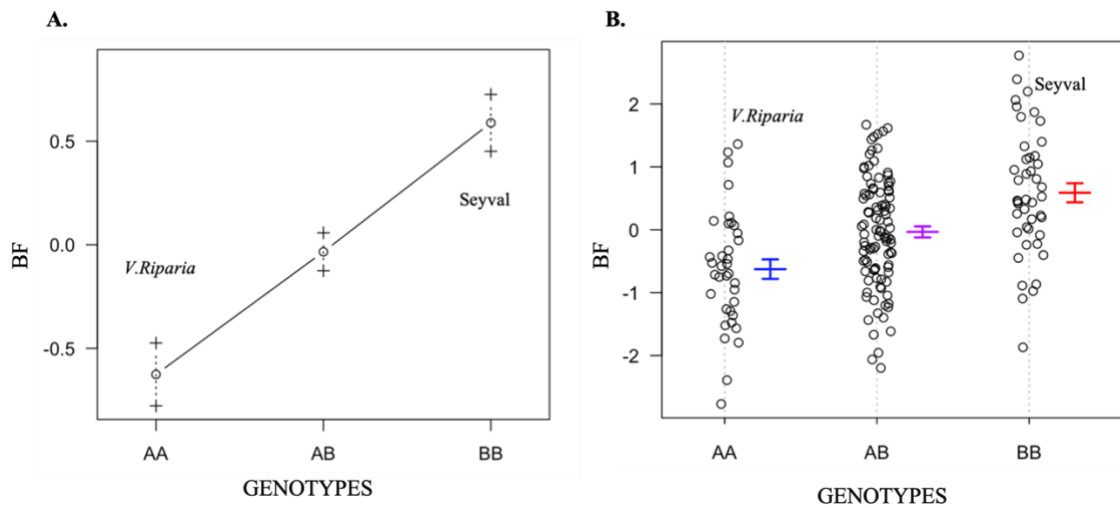 A.
BF
0.5
0.0
-0.5
V.Riparia
Seyval
AA
AB
BB
GENOTYPES
B.
BF
2
1
0
-1
-2
V.Riparia
Seyval
AA
AB
BB
GENOTYPES